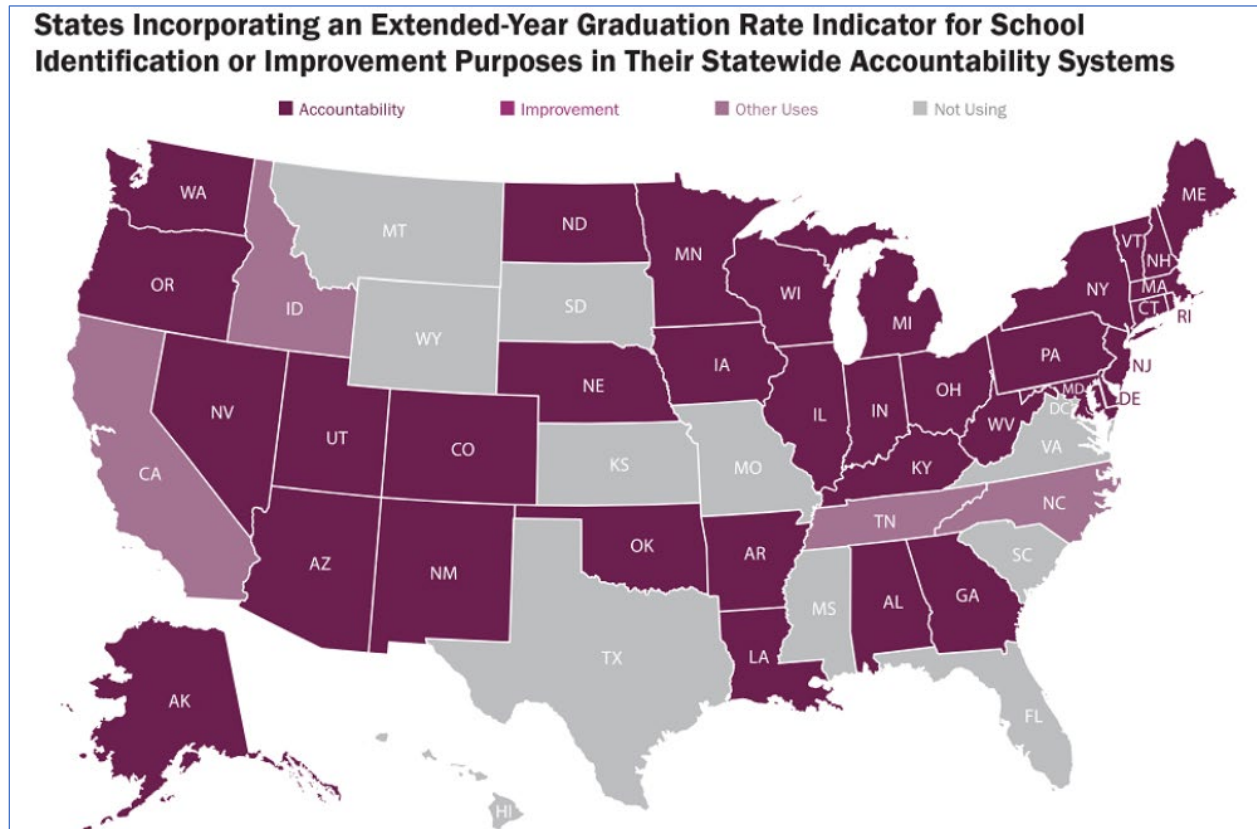 States Incorporating an Extended-Year Graduation Rate Indicator for School
Identification or Improvement Purposes in Their Statewide Accountability Systems
Accountability Improvement Other Uses Not Using
WA
MT
ND
MN
ME
VT
NH
OR
ID
SD
WI
MI
NY
MA
CT
RI
WY
IA
PA
NJ
NE
OH
MD
DE
NV
UT
CO
IL
IN
WV
DC
VA
CA
KS
MO
KY
NC
TN
AZ
NM
OK
AR
SC
MS
AL
GA
TX
LA
AK
FL
HI